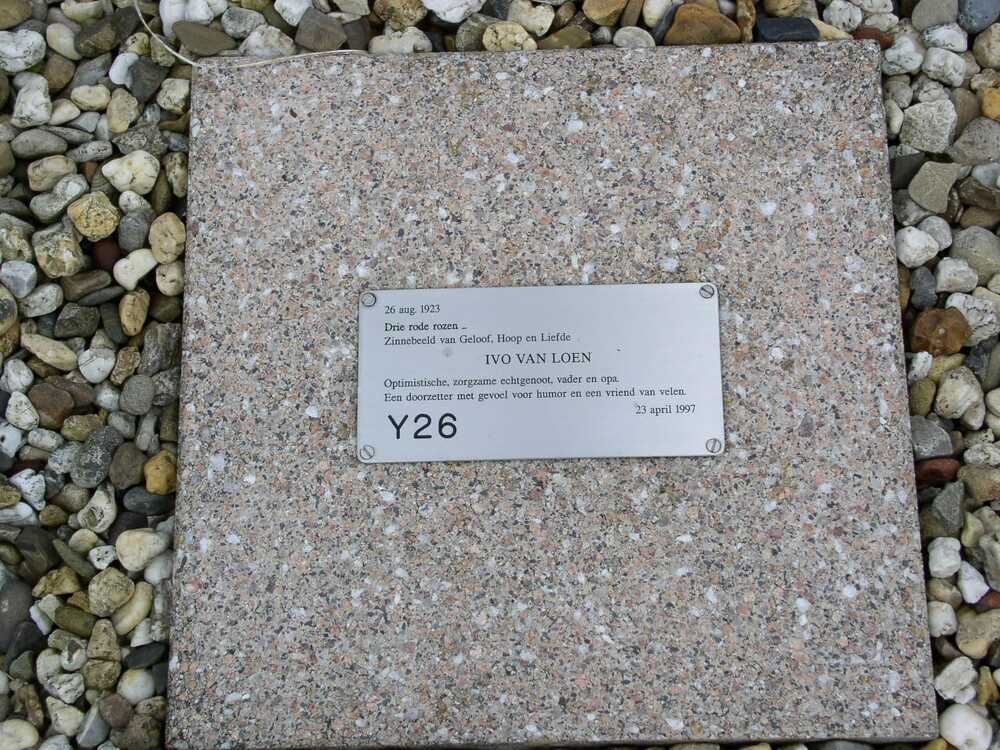 26 aug. 1923
Drie rode rozen _
Zinnebeeld van Geloof, Hoop en Liefde
IVO VAN LOEN
Optimistische, zorgzame echtgenoot, vader en opa.
Een doorzetter met gevoel voor humor en een vriend van velen.
23 april 1997
Y26